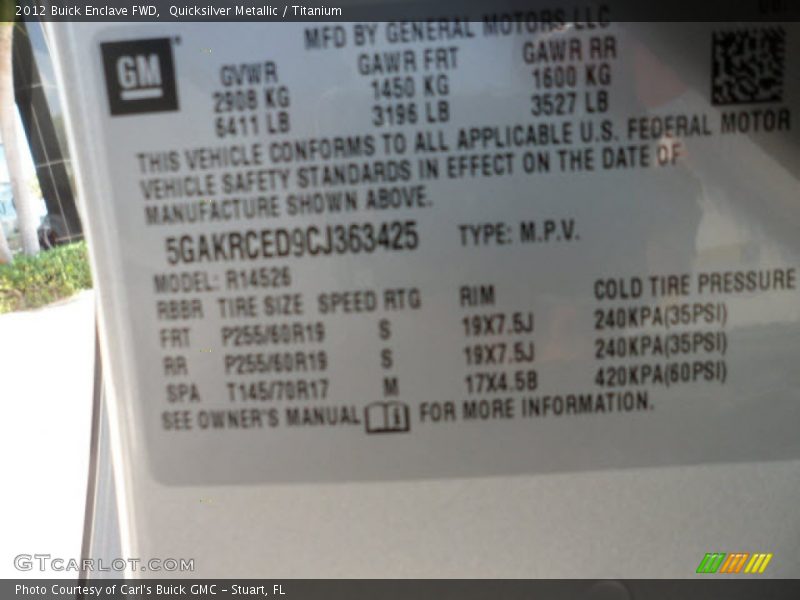 2012 Buick Enclave FWD,  Quicksilver Metallic / Titanium
MFD BY GENERAL MOTORS LLC
GM
GVWR GAWR FRT GAWR RR
2908 KG 1450 KG 1600 KG
6411 LB 3196 LB 3527 LB
THIS VEHICLE CONFORMS TO ALL APPLICABLE U.S. FEDERAL MOTOR
VEHICLE SAFETY STANDARDS IN EFFECT ON THE DATE OF
MANUFACTURE SHOWN ABOVE.
5GAKRCED9CJ363425 TYPE: M.P.V.
MODEL: R14526
RBBR TIRE SIZE SPEED RTG RIM COLD TIRE PRESSURE
FRT P255/60R19 S 19X7.5J 240KPA(35PSI)
RR P255/60R19 S 19X7.5J 240KPA(35PSI)
SPA T145/70R17 M 17X4.5B 420KPA(60PSI)
SEE OWNER'S MANUAL FOR MORE INFORMATION.
GTcarlot.com
Photo Courtesy of Carl's Buick GMC - Stuart, FL